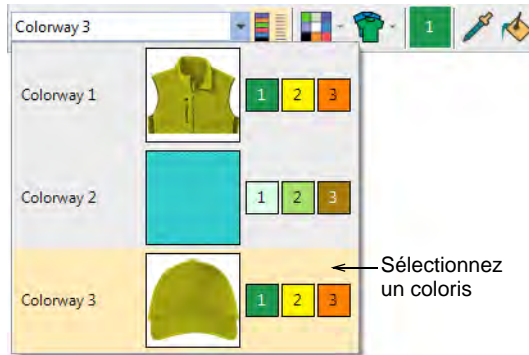 Colorway 3
1
Colorway 1
1 2 3
Colorway 2
1 2 3
Colorway 3
1 2 3
Sélectionnez
un coloris